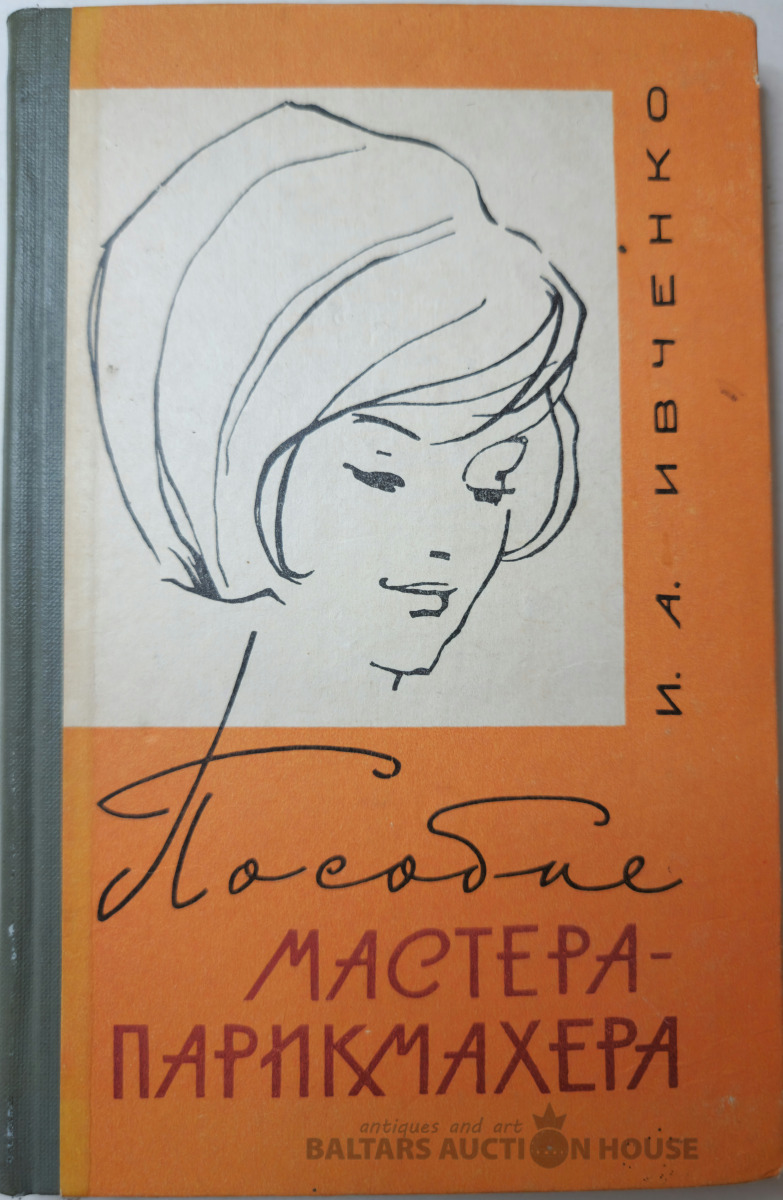 И. А. ИВЧЕНКО
Пособие
МАСТЕРА-
ПАРИКМАХЕРА
antiques and art
BALTARS AUCTION HOUSE